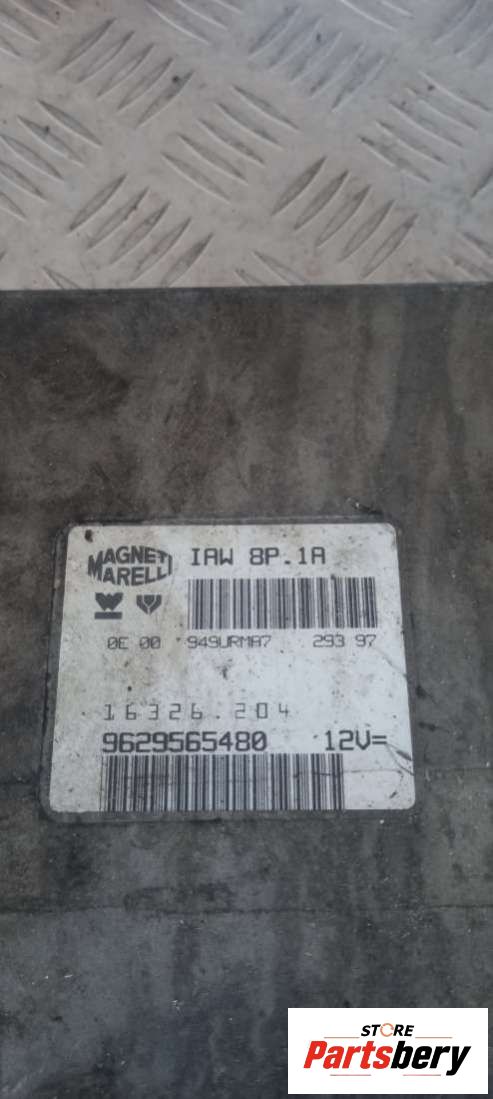 MAGNETI MARELLI
IAW 8P.1A
0E 00 949URMA7 293 97
16326.204
9629565480 12V=
STORE
Partsbery